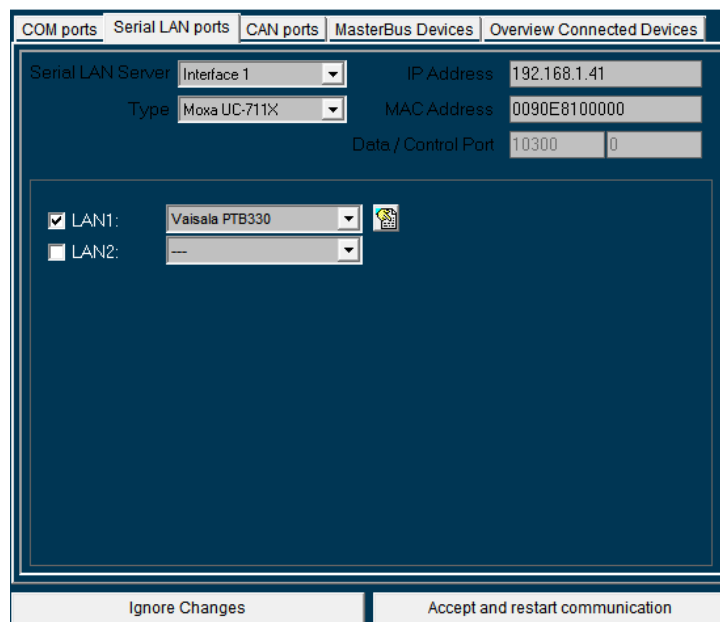 COM ports Serial LAN ports CAN ports MasterBus Devices Overview Connected Devices
Serial LAN Server Interface 1 IP Address 192.168.1.41
Type Moxa UC-711X MAC Address 0090E8100000
Data / Control Port 10300 0
LAN1: Vaisala PTB330
LAN2: ---
Ignore Changes Accept and restart communication